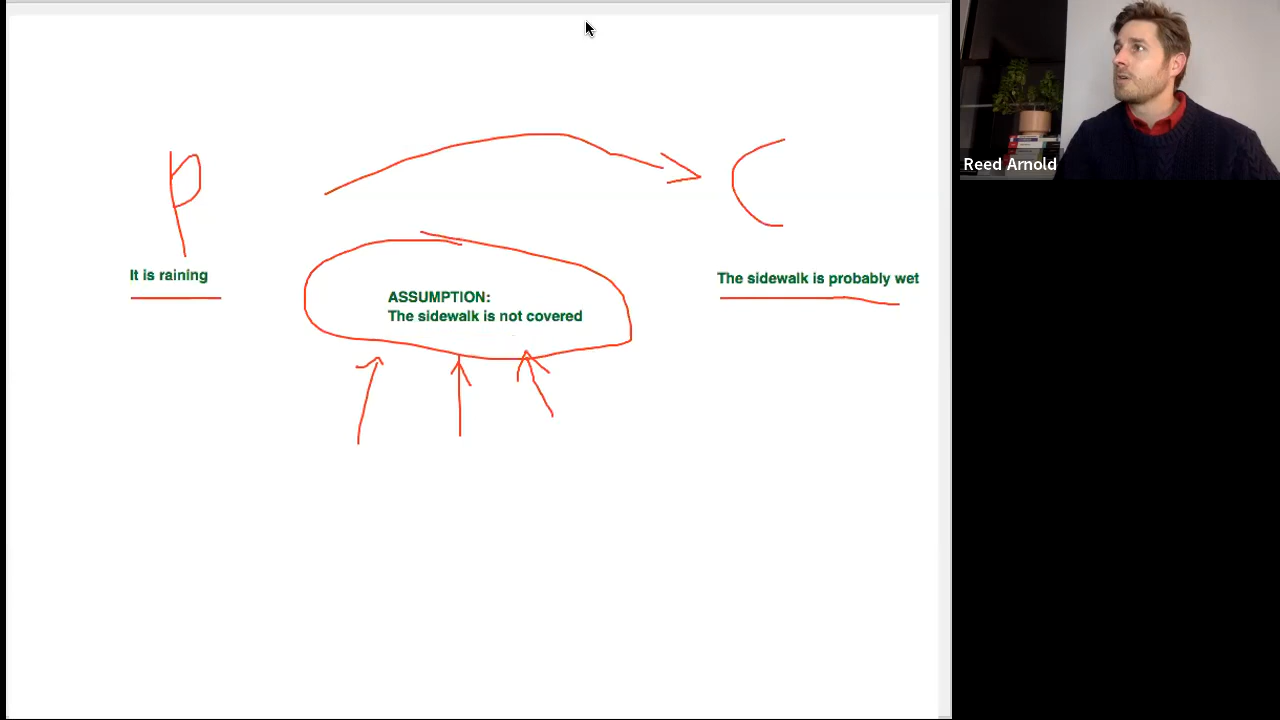 P
C
It is raining
ASSUMPTION:
The sidewalk is not covered
The sidewalk is probably wet
Reed Arnold